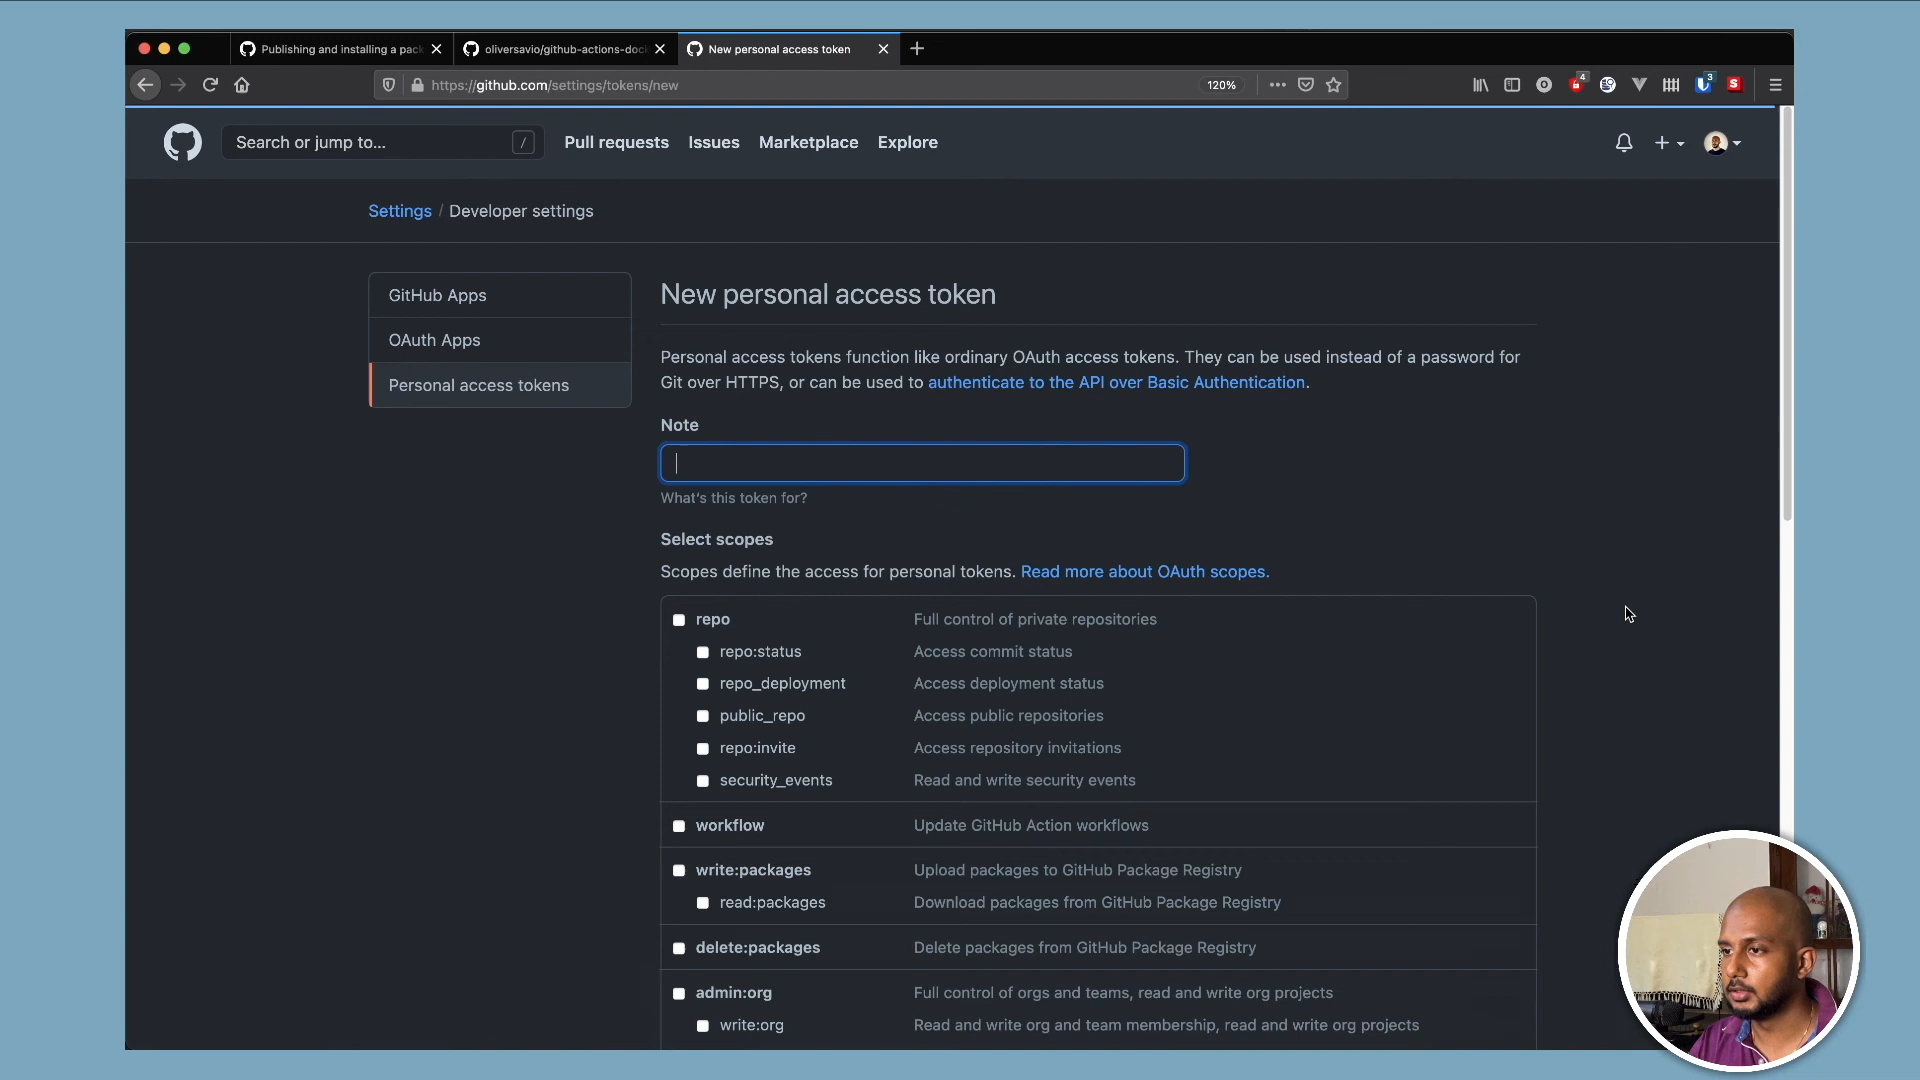 Publishing and installing a pack
oliversavio/github-actions-dock
New personal access token
https://github.com/settings/tokens/new
120%
4
3
S
Search or jump to...
/
Pull requests
Issues
Marketplace
Explore
Settings / Developer settings
GitHub Apps
OAuth Apps
Personal access tokens
New personal access token
Personal access tokens function like ordinary OAuth access tokens. They can be used instead of a password for
Git over HTTPS, or can be used to authenticate to the API over Basic Authentication.
Note
What's this token for?
Select scopes
Scopes define the access for personal tokens. Read more about OAuth scopes.
repo Full control of private repositories
repo:status Access commit status
repo_deployment Access deployment status
public_repo Access public repositories
repo:invite Access repository invitations
security_events Read and write security events
workflow Update GitHub Action workflows
write:packages Upload packages to GitHub Package Registry
read:packages Download packages from GitHub Package Registry
delete:packages Delete packages from GitHub Package Registry
admin:org Full control of orgs and teams, read and write org projects
write:org Read and write org and team membership, read and write org projects